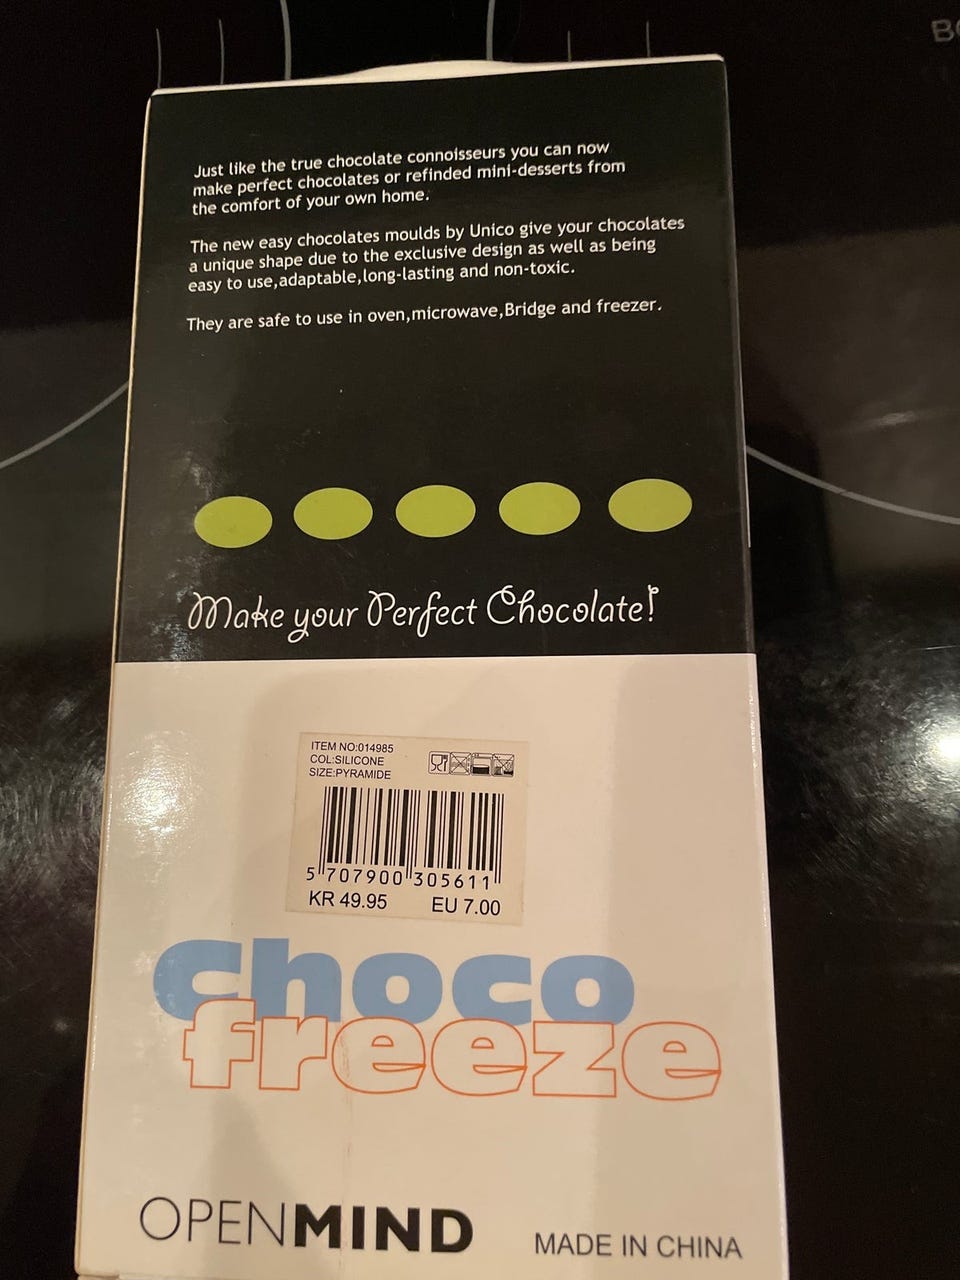 Just like the true chocolate connoisseurs you can now
make perfect chocolates or refinded mini-desserts from
the comfort of your own home.
The new easy chocolates moulds by Unico give your chocolates
a unique shape due to the exclusive design as well as being
easy to use,adaptable,long-lasting and non-toxic.
They are safe to use in oven,microwave,Bridge and freezer.
Make your Perfect Chocolate!
ITEM NO:014985
COL:SILICONE
SIZE:PYRAMIDE
5 707900 305611
KR 49.95 EU 7.00
choco
freeze
OPENMIND
MADE IN CHINA